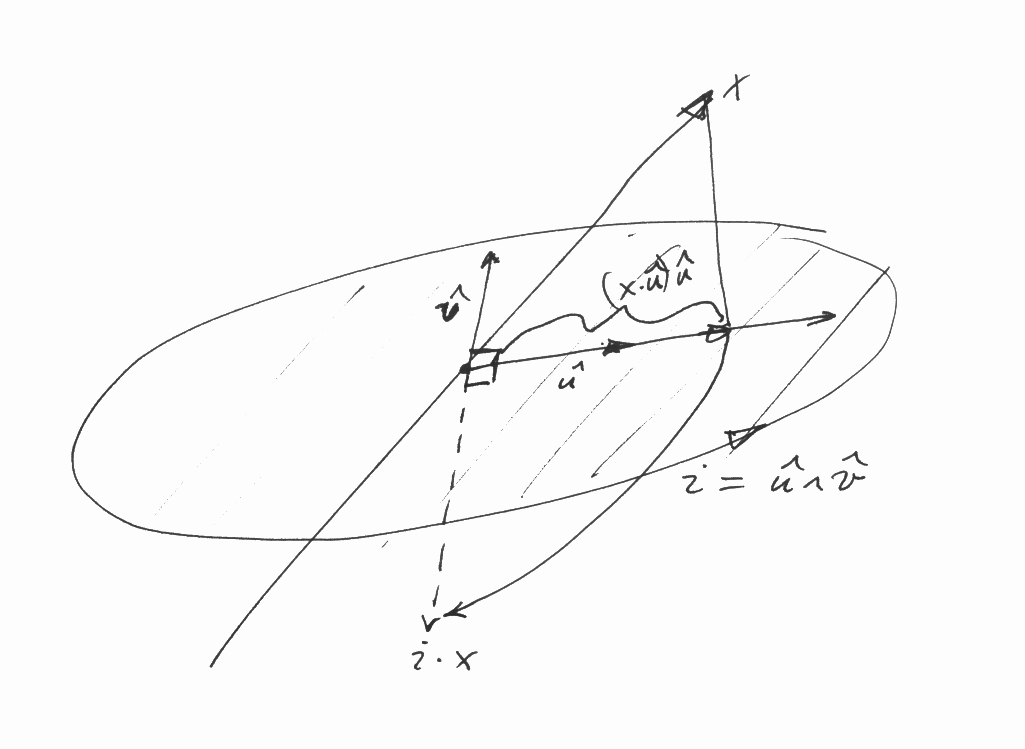 x
v̂
(x·û)û
û
i = û∧v̂
i·x